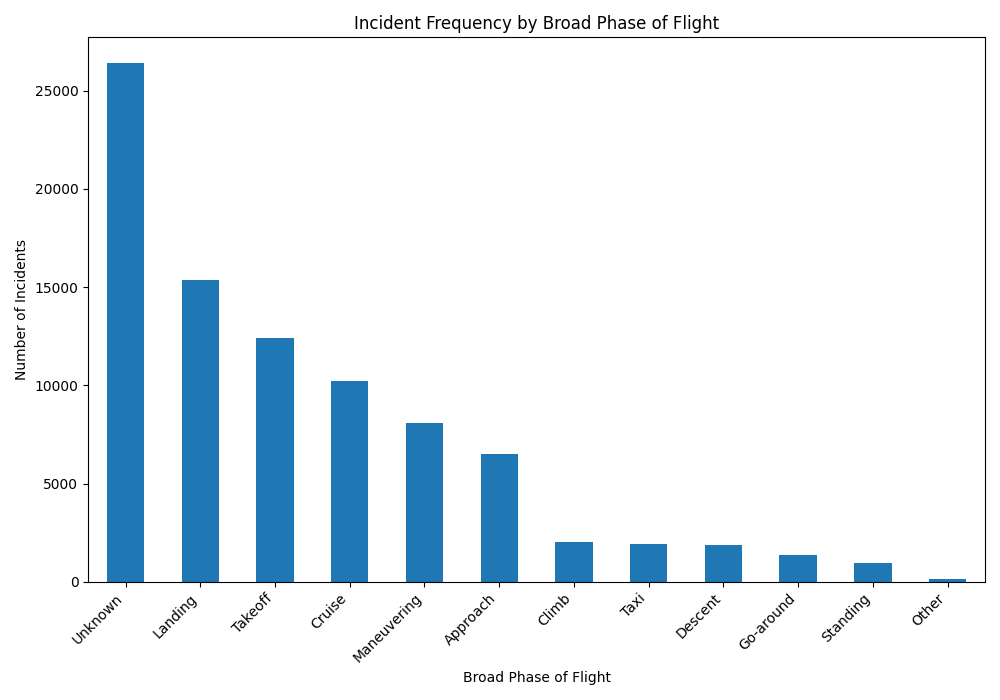 Incident Frequency by Broad Phase of Flight
Number of Incidents
25000
20000
15000
10000
5000
0
Unknown
Landing
Takeoff
Cruise
Maneuvering
Approach
Climb
Taxi
Descent
Go-around
Standing
Other
Broad Phase of Flight